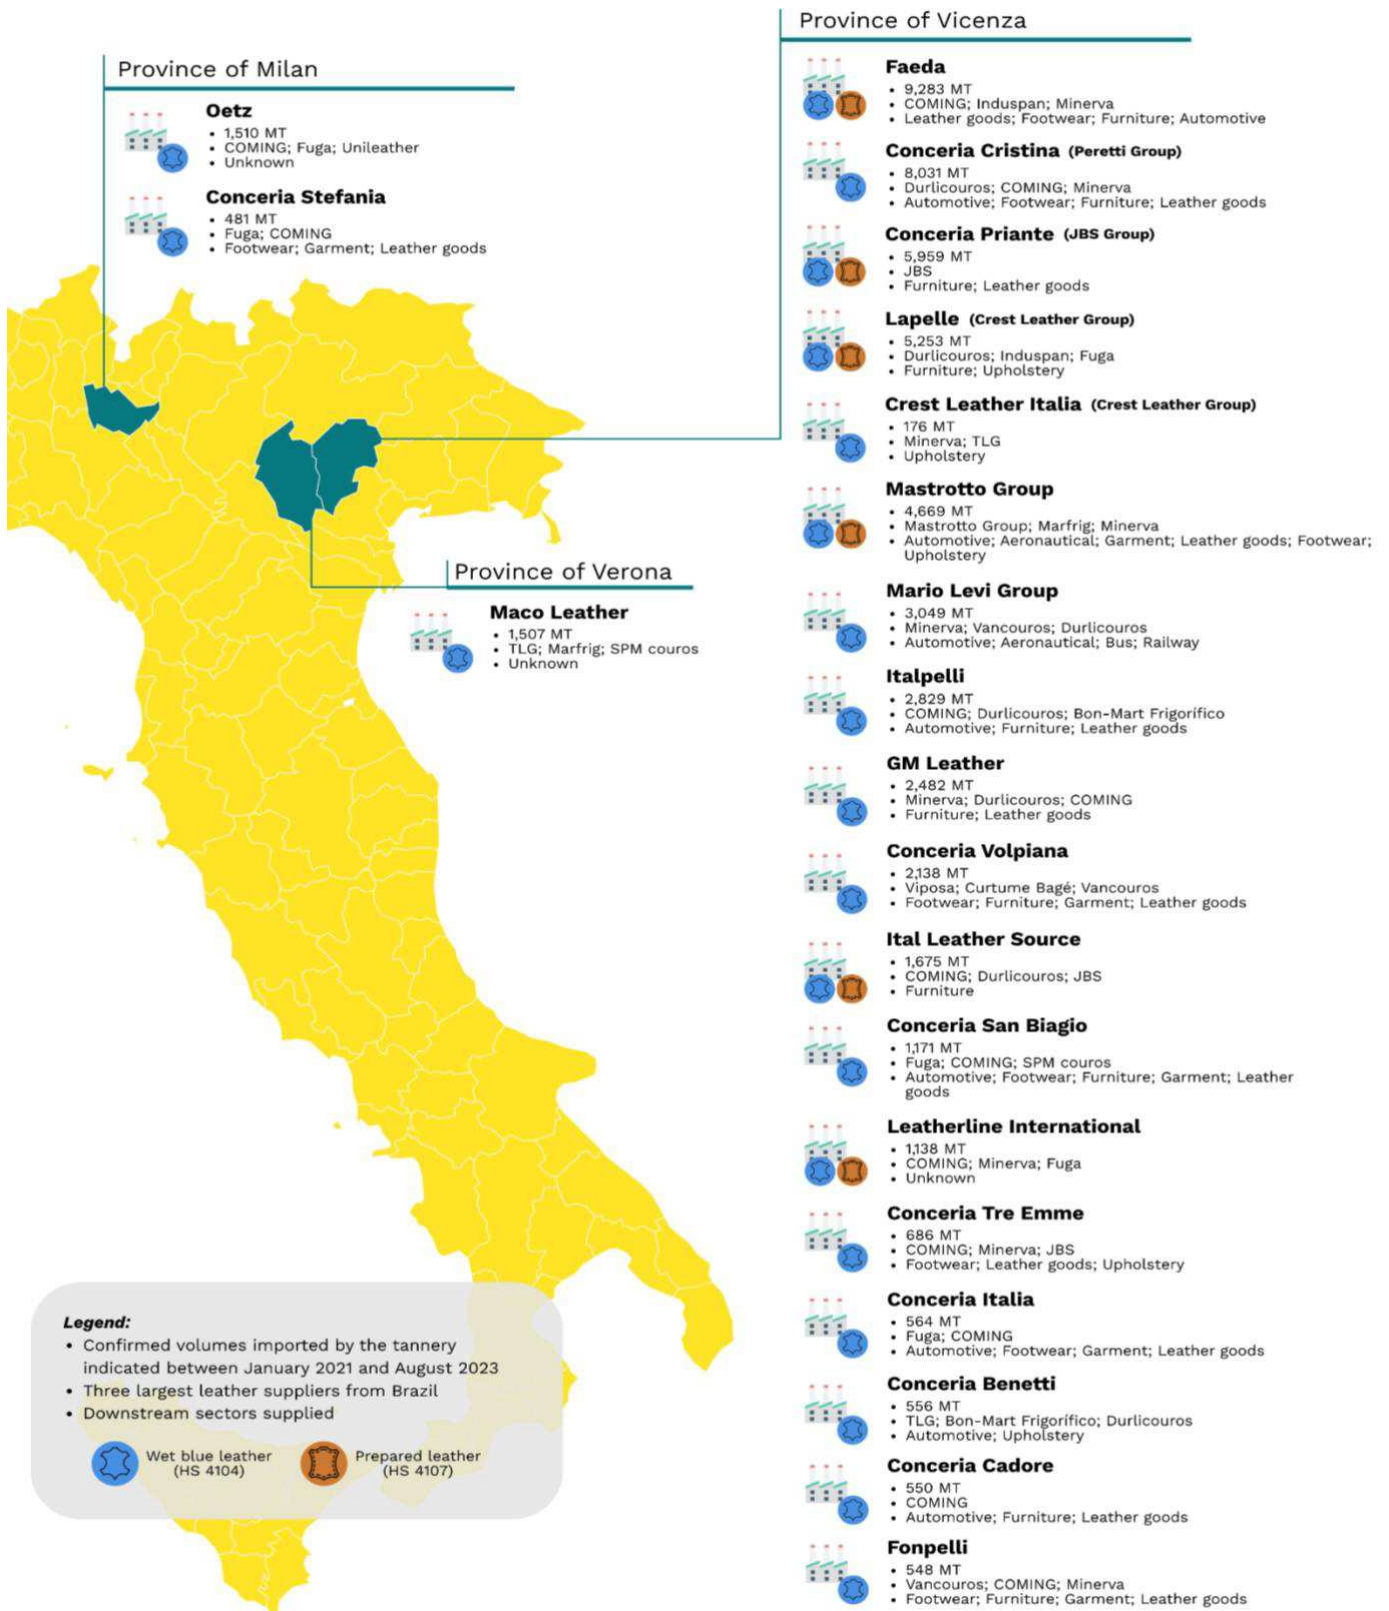 Province of Milan
Oetz
• 1,510 MT
• COMING; Fuga; Unileather
• Unknown
Conceria Stefania
• 481 MT
• Fuga; COMING
• Footwear; Garment; Leather goods
Province of Vicenza
Faeda
• 9,283 MT
• COMING; Induspan; Minerva
• Leather goods; Footwear; Furniture; Automotive
Conceria Cristina (Peretti Group)
• 8,031 MT
• Durlicouros; COMING; Minerva
• Automotive; Footwear; Furniture; Leather goods
Conceria Priante (JBS Group)
• 5,959 MT
• JBS
• Furniture; Leather goods
Lapelle (Crest Leather Group)
• 5,253 MT
• Durlicouros; Induspan; Fuga
• Furniture; Upholstery
Crest Leather Italia (Crest Leather Group)
• 176 MT
• Minerva; TLG
• Upholstery
Mastrotto Group
• 4,669 MT
• Mastrotto Group; Marfrig; Minerva
• Automotive; Aeronautical; Garment; Leather goods; Footwear;
Upholstery
Mario Levi Group
• 3,049 MT
• Minerva; Vancouros; Durlicouros
• Automotive; Aeronautical; Bus; Railway
Italpelli
• 2,829 MT
• COMING; Durlicouros; Bon-Mart Frigorífico
• Automotive; Furniture; Leather goods
GM Leather
• 2,482 MT
• Minerva; Durlicouros; COMING
• Furniture; Leather goods
Conceria Volpiana
• 2,138 MT
• Viposa; Curtume Bagé; Vancouros
• Footwear; Furniture; Garment; Leather goods
Ital Leather Source
• 1,675 MT
• COMING; Durlicouros; JBS
• Furniture
Conceria San Biagio
• 1,171 MT
• Fuga; COMING; SPM couros
• Automotive; Footwear; Furniture; Garment; Leather
goods
Leatherline International
• 1,138 MT
• COMING; Minerva; Fuga
• Unknown
Conceria Tre Emme
• 686 MT
• COMING; Minerva; JBS
• Footwear; Leather goods; Upholstery
Conceria Italia
• 564 MT
• Fuga; COMING
• Automotive; Footwear; Garment; Leather goods
Conceria Benetti
• 556 MT
• TLG; Bon-Mart Frigorífico; Durlicouros
• Automotive; Upholstery
Conceria Cadore
• 550 MT
• COMING
• Automotive; Furniture; Leather goods
Fonpelli
• 548 MT
• Vancouros; COMING; Minerva
• Footwear; Furniture; Garment; Leather goods
Province of Verona
Maco Leather
• 1,507 MT
• TLG; Marfrig; SPM couros
• Unknown
Legend:
• Confirmed volumes imported by the tannery
indicated between January 2021 and August 2023
• Three largest leather suppliers from Brazil
• Downstream sectors supplied
Wet blue leather
(HS 4104)
Prepared leather
(HS 4107)